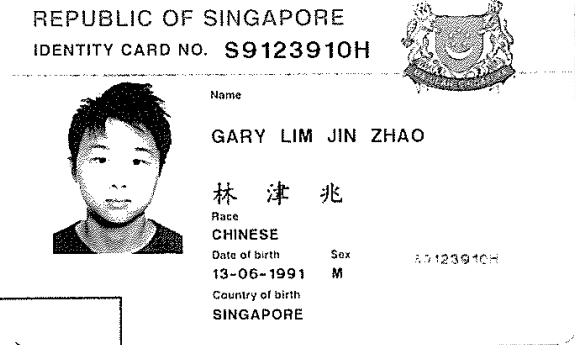 REPUBLIC OF SINGAPORE
IDENTITY CARD NO. S9123910H
Name
GARY LIM JIN ZHAO
林 津 兆
Race
CHINESE
Date of birth Sex
13-06-1991 M
S9123910H
Country of birth
SINGAPORE